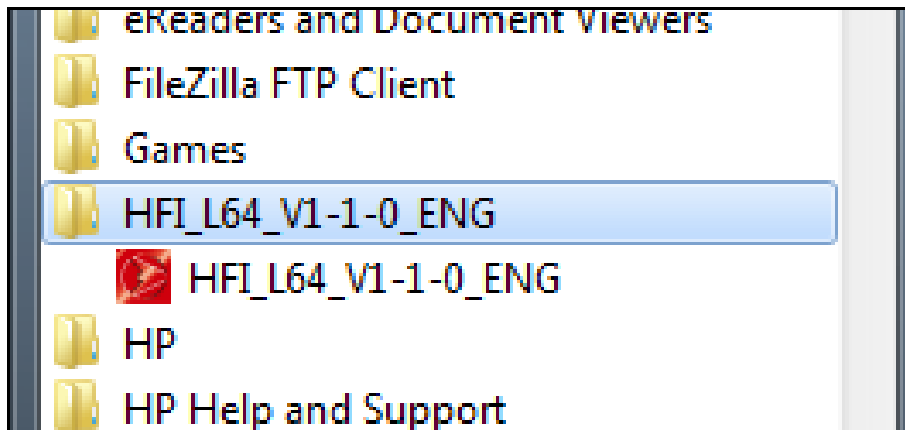 eReaders and Document Viewers
FileZilla FTP Client
Games
HFI_L64_V1-1-0_ENG
HFI_L64_V1-1-0_ENG
HP
HP Help and Support